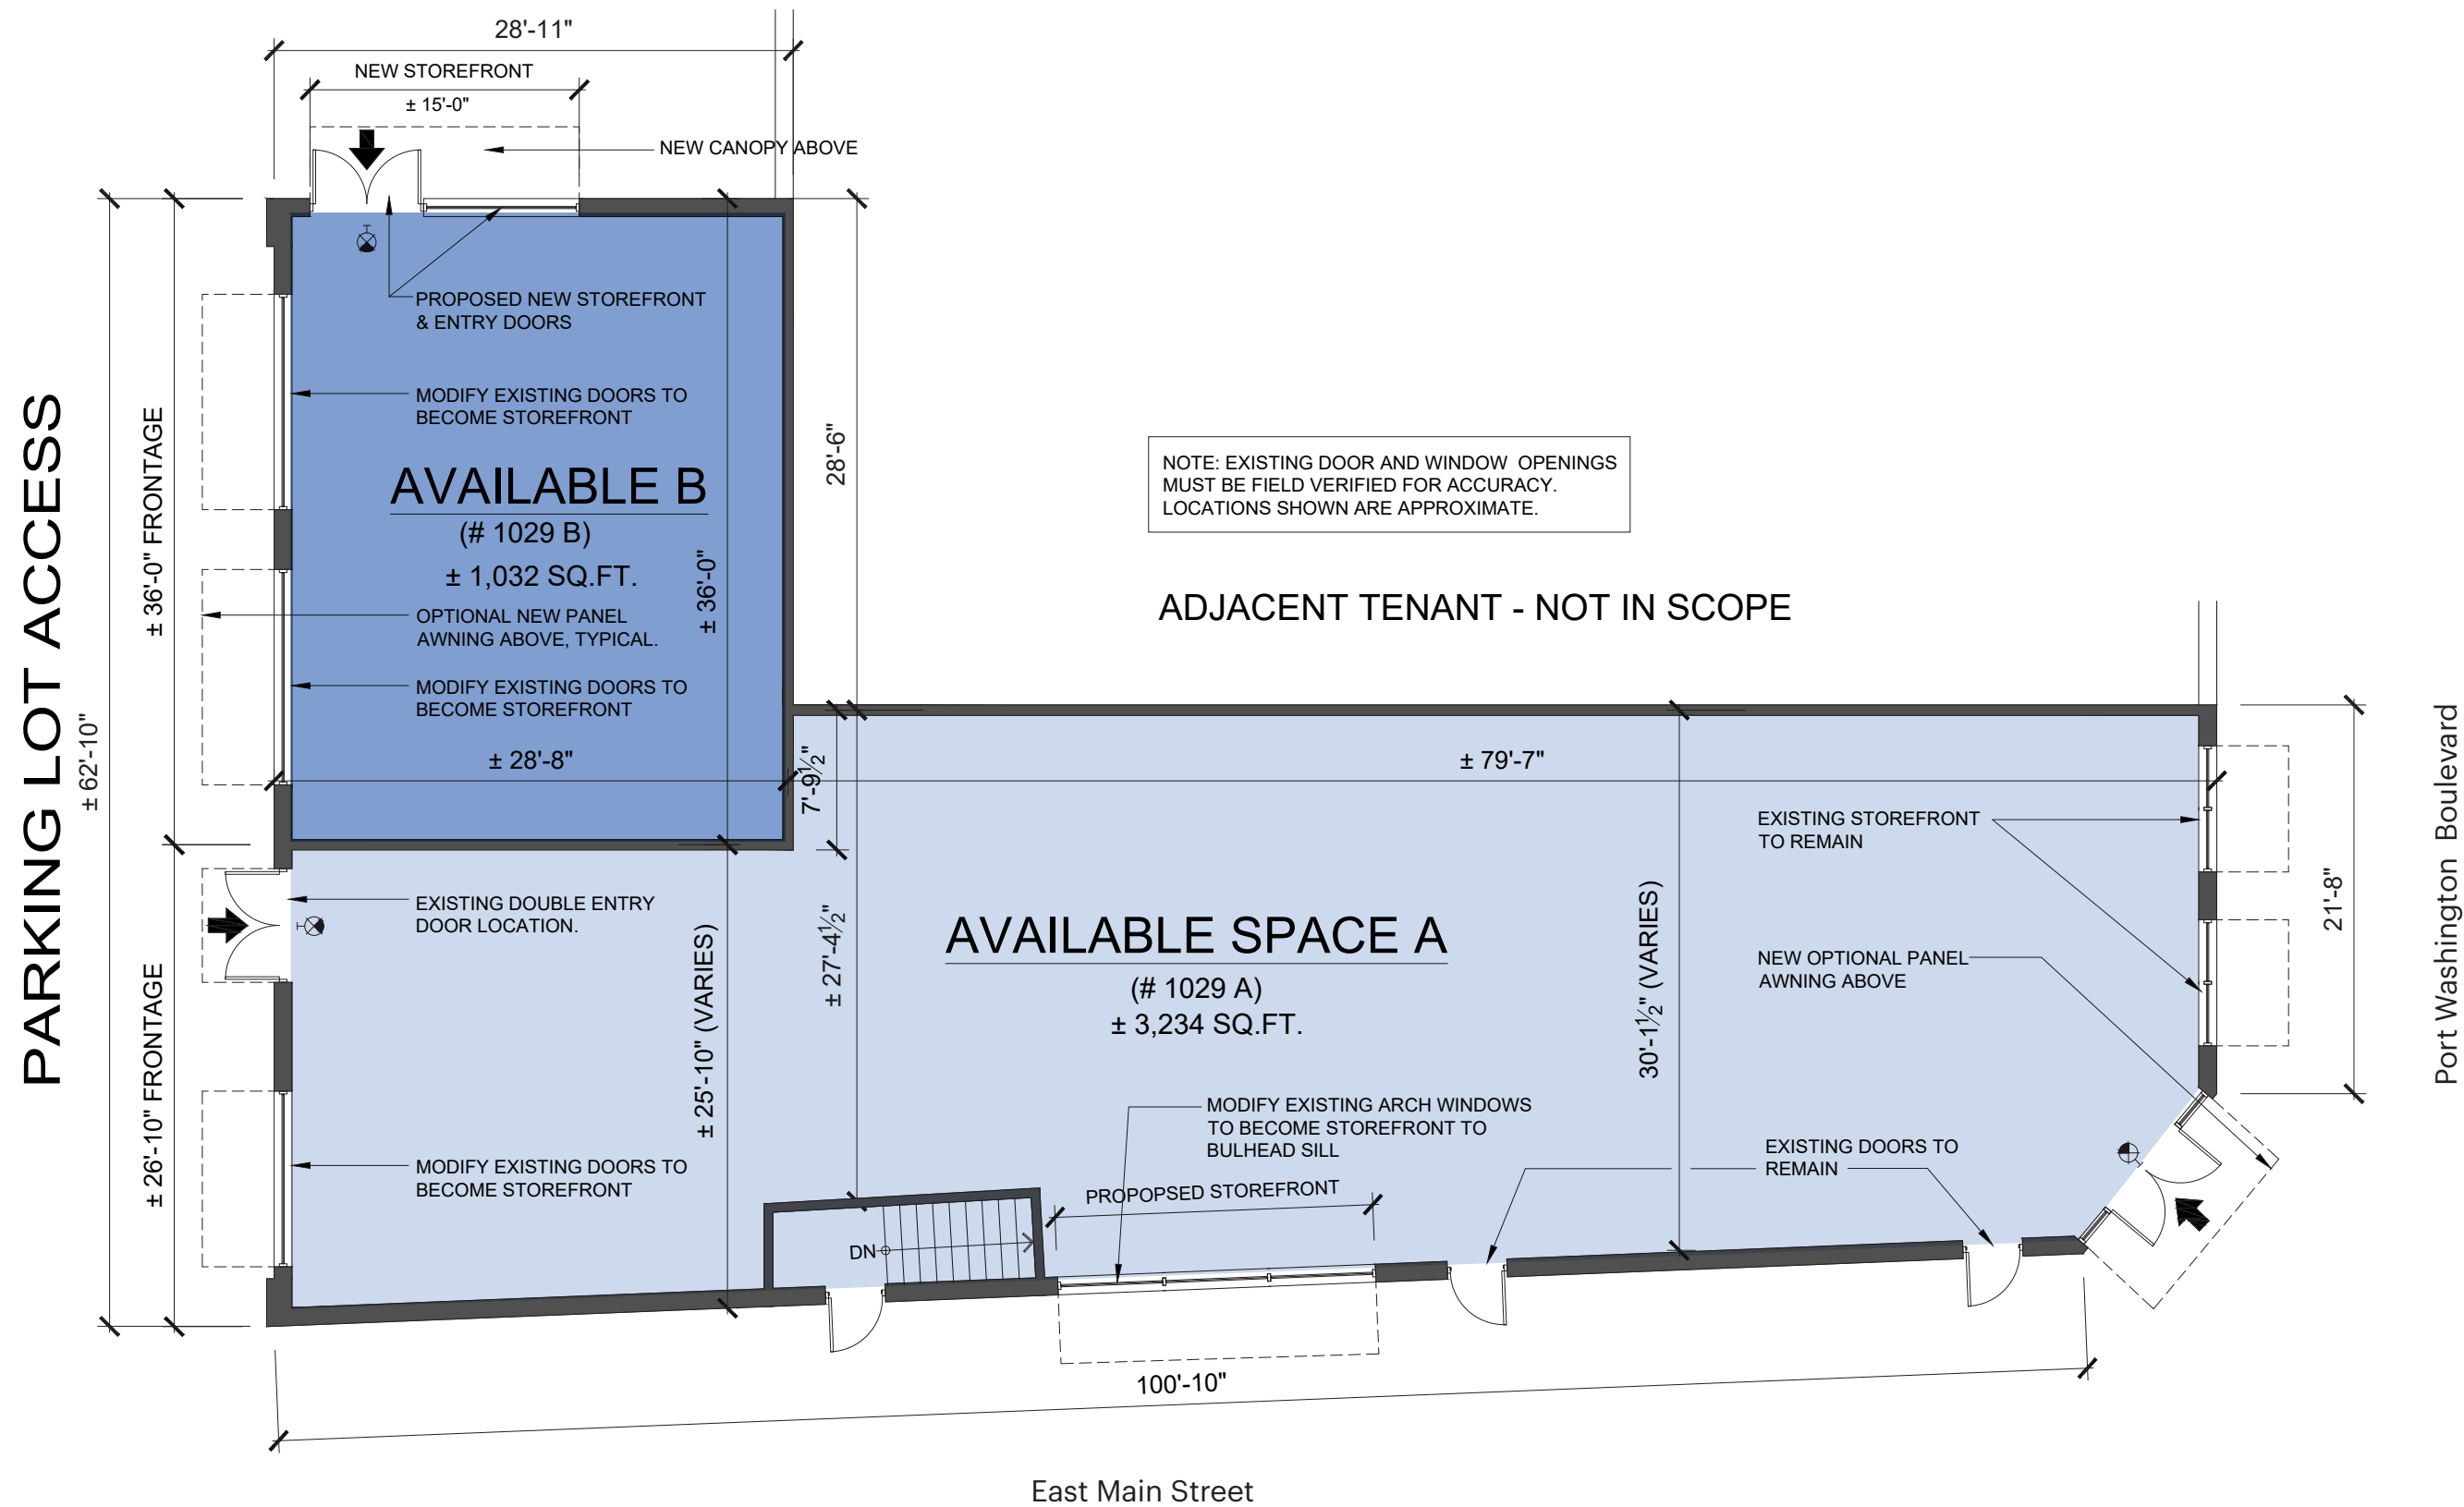 28'-11"
NEW STOREFRONT
± 15'-0"
NEW CANOPY ABOVE
PROPOSED NEW STOREFRONT
& ENTRY DOORS
MODIFY EXISTING DOORS TO
BECOME STOREFRONT
AVAILABLE B
(# 1029 B)
± 1,032 SQ.FT.
OPTIONAL NEW PANEL
AWNING ABOVE, TYPICAL.
MODIFY EXISTING DOORS TO
BECOME STOREFRONT
± 28'-8"
± 36'-0"
28'-6"
PARKING LOT ACCESS
± 62'-10"
± 36'-0" FRONTAGE
± 26'-10" FRONTAGE
NOTE: EXISTING DOOR AND WINDOW OPENINGS
MUST BE FIELD VERIFIED FOR ACCURACY.
LOCATIONS SHOWN ARE APPROXIMATE.
ADJACENT TENANT - NOT IN SCOPE
7'-9½"
± 79'-7"
EXISTING STOREFRONT
TO REMAIN
EXISTING DOUBLE ENTRY
DOOR LOCATION.
± 25'-10" (VARIES)
± 27'-4½"
AVAILABLE SPACE A
(# 1029 A)
± 3,234 SQ.FT.
30'-1½" (VARIES)
NEW OPTIONAL PANEL
AWNING ABOVE
21'-8"
Port Washington Boulevard
MODIFY EXISTING DOORS TO
BECOME STOREFRONT
MODIFY EXISTING ARCH WINDOWS
TO BECOME STOREFRONT TO
BULHEAD SILL
PROPOPSED STOREFRONT
EXISTING DOORS TO
REMAIN
DN
100'-10"
East Main Street